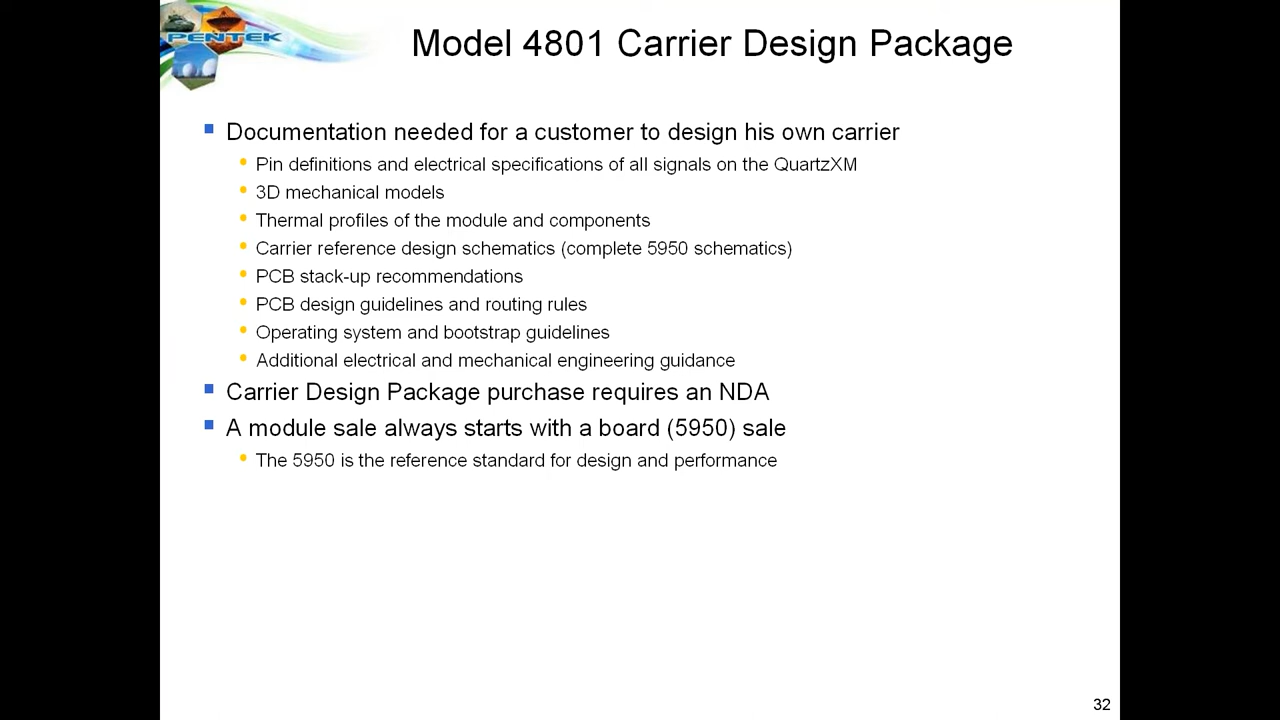 PENTEK
Model 4801 Carrier Design Package
Documentation needed for a customer to design his own carrier
Pin definitions and electrical specifications of all signals on the QuartzXM
3D mechanical models
Thermal profiles of the module and components
Carrier reference design schematics (complete 5950 schematics)
PCB stack-up recommendations
PCB design guidelines and routing rules
Operating system and bootstrap guidelines
Additional electrical and mechanical engineering guidance
Carrier Design Package purchase requires an NDA
A module sale always starts with a board (5950) sale
The 5950 is the reference standard for design and performance
32